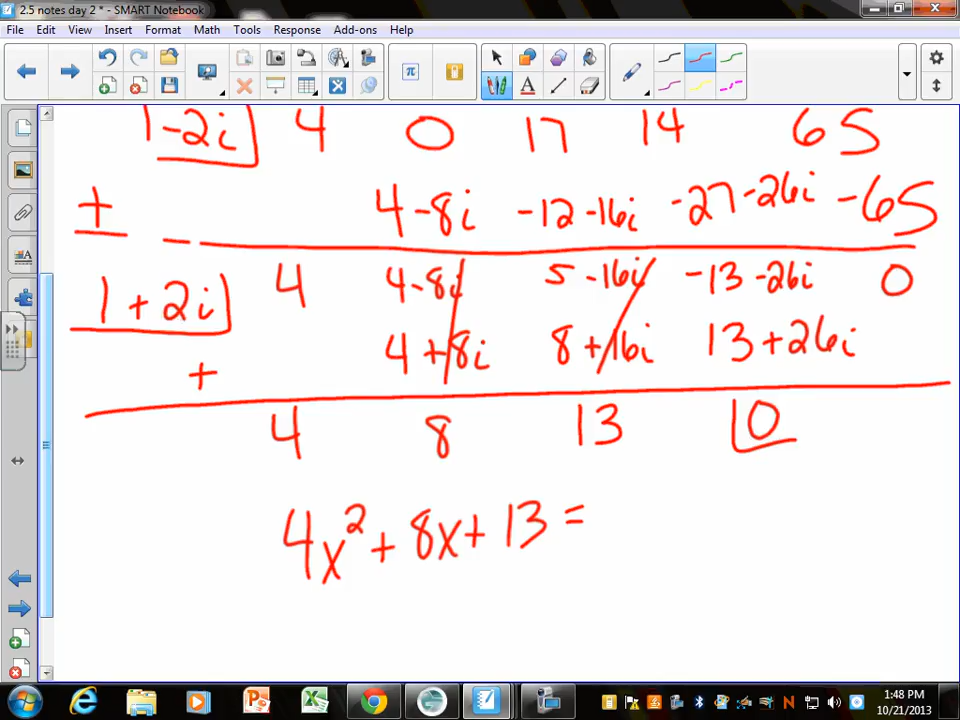 2.5 notes day 2 * - SMART Notebook
File Edit View Insert Format Math Tools Response Add-ons Help
1-2i 4 0 17 14 65
+ 4-8i -12-16i -27-26i -65
1+2i 4 4-8i 5-16i -13-26i 0
+ 4+8i 8+16i 13+26i
4 8 13 0
4x²+8x+13=
1:48 PM
10/21/2013